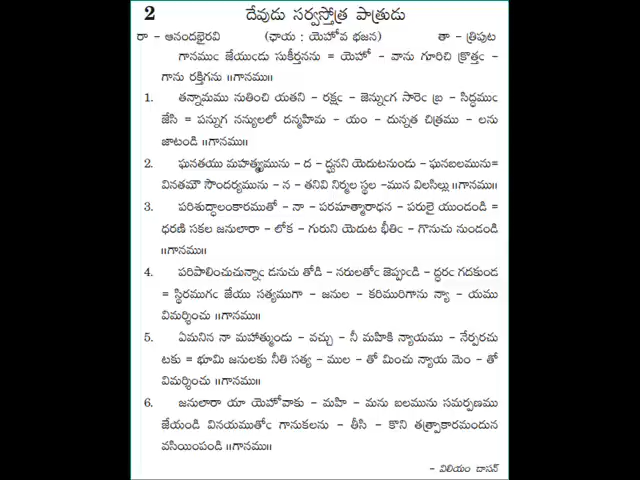 2 దేవుడు సర్వస్తోత్ర పాత్రుడు
రా - ఆనందభైరవి (ఛాయ : యెహోవ భజన) తా - త్రిపుట
గానముఁ జేయుఁడు సుకీర్తనను = యెహో - వాను గూరిచి క్రొత్తఁ -
గాను రక్తిగను ॥గానము॥
1. తన్నామము నుతించి యతని - రక్షఁ - జెన్నుఁగ సారెఁ బ్ర - సిద్ధముఁ
జేసి = పన్నుగ నన్యులలో దన్మహిమ - యం - దున్నత చిత్రము - లను
జాటండి ॥గానము॥
2. ఘనతయు మహత్త్వమును - ద - ద్ఘనని యెదుటనుండు - ఘనబలమును=
వినతమౌ సౌందర్యమును - న - తనివి నిర్మల స్థల -మున విలసిల్లు ॥గానము॥
3. పరిశుద్ధాలంకారముతో - నా - పరమాత్మారాధన - పరులై యుండండి =
ధరణి సకల జనులారా - లోక - గురుని యెదుట భీతిఁ - గొనుచు నుండండి
॥గానము॥
4. పరిపాలించుచున్నాఁ డనుచు తోడి - నరులతోఁ జెప్పుఁడి - ద్ధరఁ గదకుండ
= స్థిరముగఁ జేయు సత్యముగా - జనుల - కరిమురిగాను న్యా - యము
విమర్శించు ॥గానము॥
5. ఏమనిన నా మహాత్ముండు - వచ్చు - నీ మహికి న్యాయము - నేర్పరచు
టకు = భూమి జనులకు నీతి సత్య - ముల - తో మించు న్యాయ మెం - తో
విమర్శించు ॥గానము॥
6. జనులారా యా యెహోవాకు - మహి - మను బలమును సమర్పణము
జేయండి వినయముతోఁ గానుకలను - తీసి - కొని తత్ప్రాకారమందున
వసియింపండి ॥గానము॥
- విలియం దాసన్